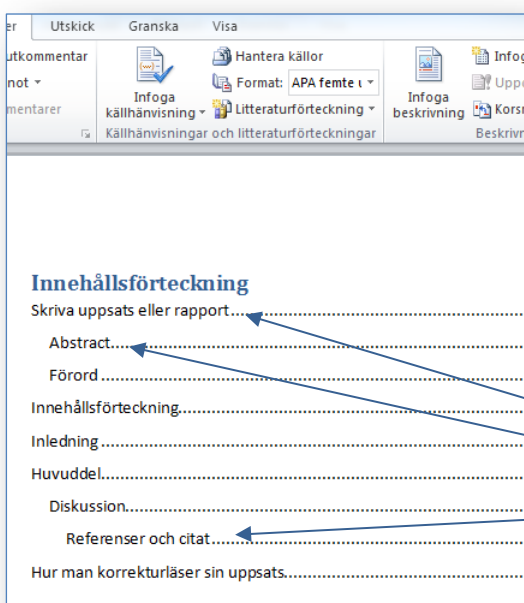 er Utskick Granska Visa
utkommentar
not
mentarer
Infoga
källhänvisning
Hantera källor
Format: APA femte u
Litteraturförteckning
Källhänvisningar och litteraturförteckningar
Infoga
beskrivning
Infog
Uppd
Korsr
Beskrivn
Innehållsförteckning
Skriva uppsats eller rapport
Abstract
Förord
Innehållsförteckning
Inledning
Huvuddel
Diskussion
Referenser och citat
Hur man korrekturläser sin uppsats